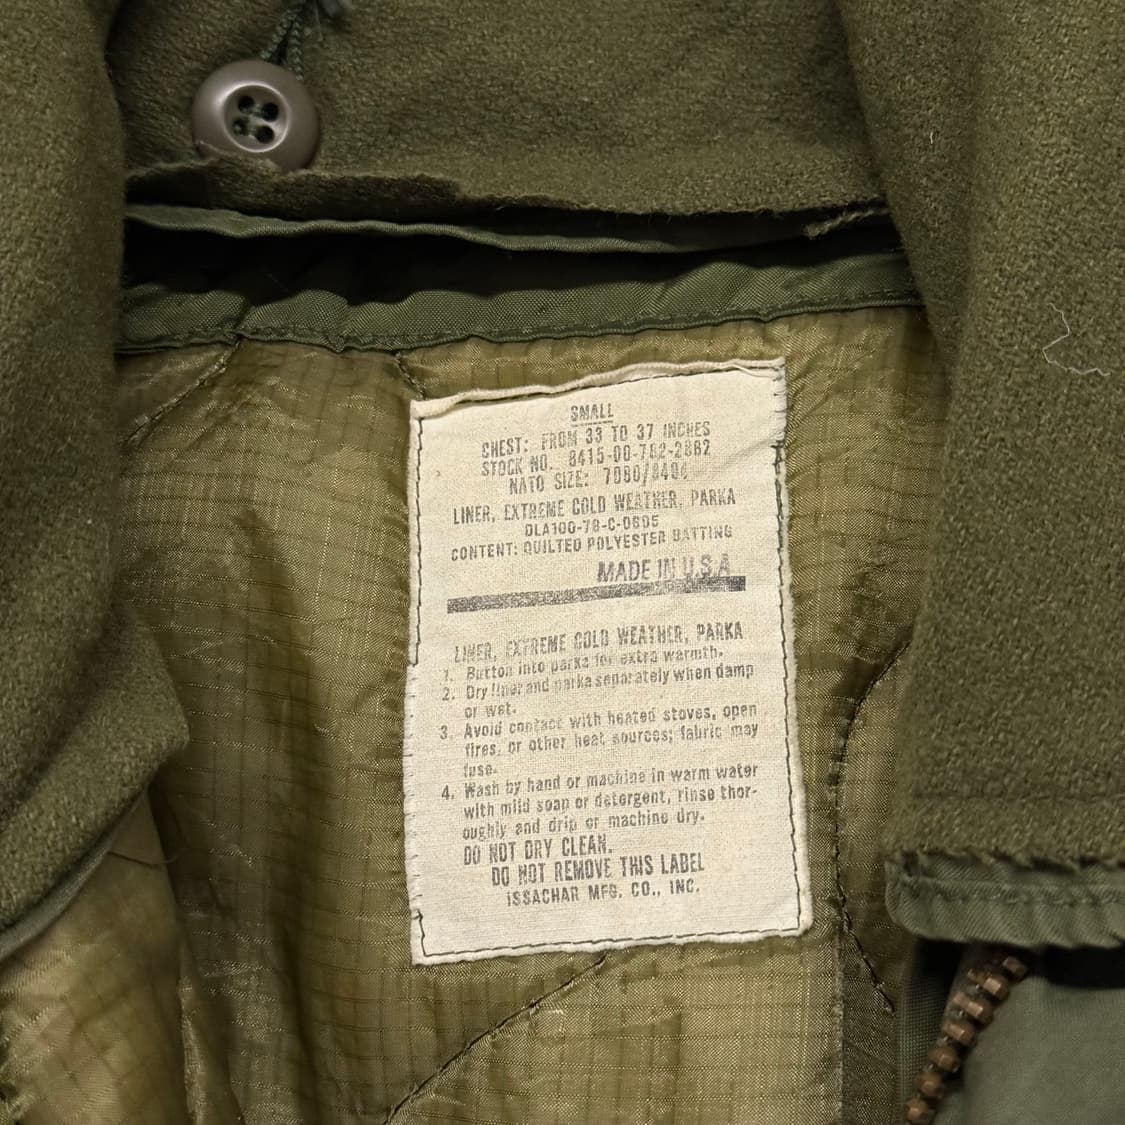 SMALL
CHEST: FROM 33 TO 37 INCHES
STOCK NO. 8415-00-782-2882
NATO SIZE: 7080/8494
LINER, EXTREME COLD WEATHER, PARKA
DLA100-78-C-0805
CONTENT: QUILTED POLYESTER BATTING
MADE IN U.S.A
LINER, EXTREME COLD WEATHER, PARKA
1. Button into parka for extra warmth.
2. Dry liner and parka separately when damp
or wet.
3. Avoid contact with heated stoves, open
fires, or other heat sources; fabric may
fuse.
4. Wash by hand or machine in warm water
with mild soap or detergent, rinse thor-
oughly and drip or machine dry.
DO NOT DRY CLEAN.
DO NOT REMOVE THIS LABEL
ISSACHAR MFG. CO., INC.